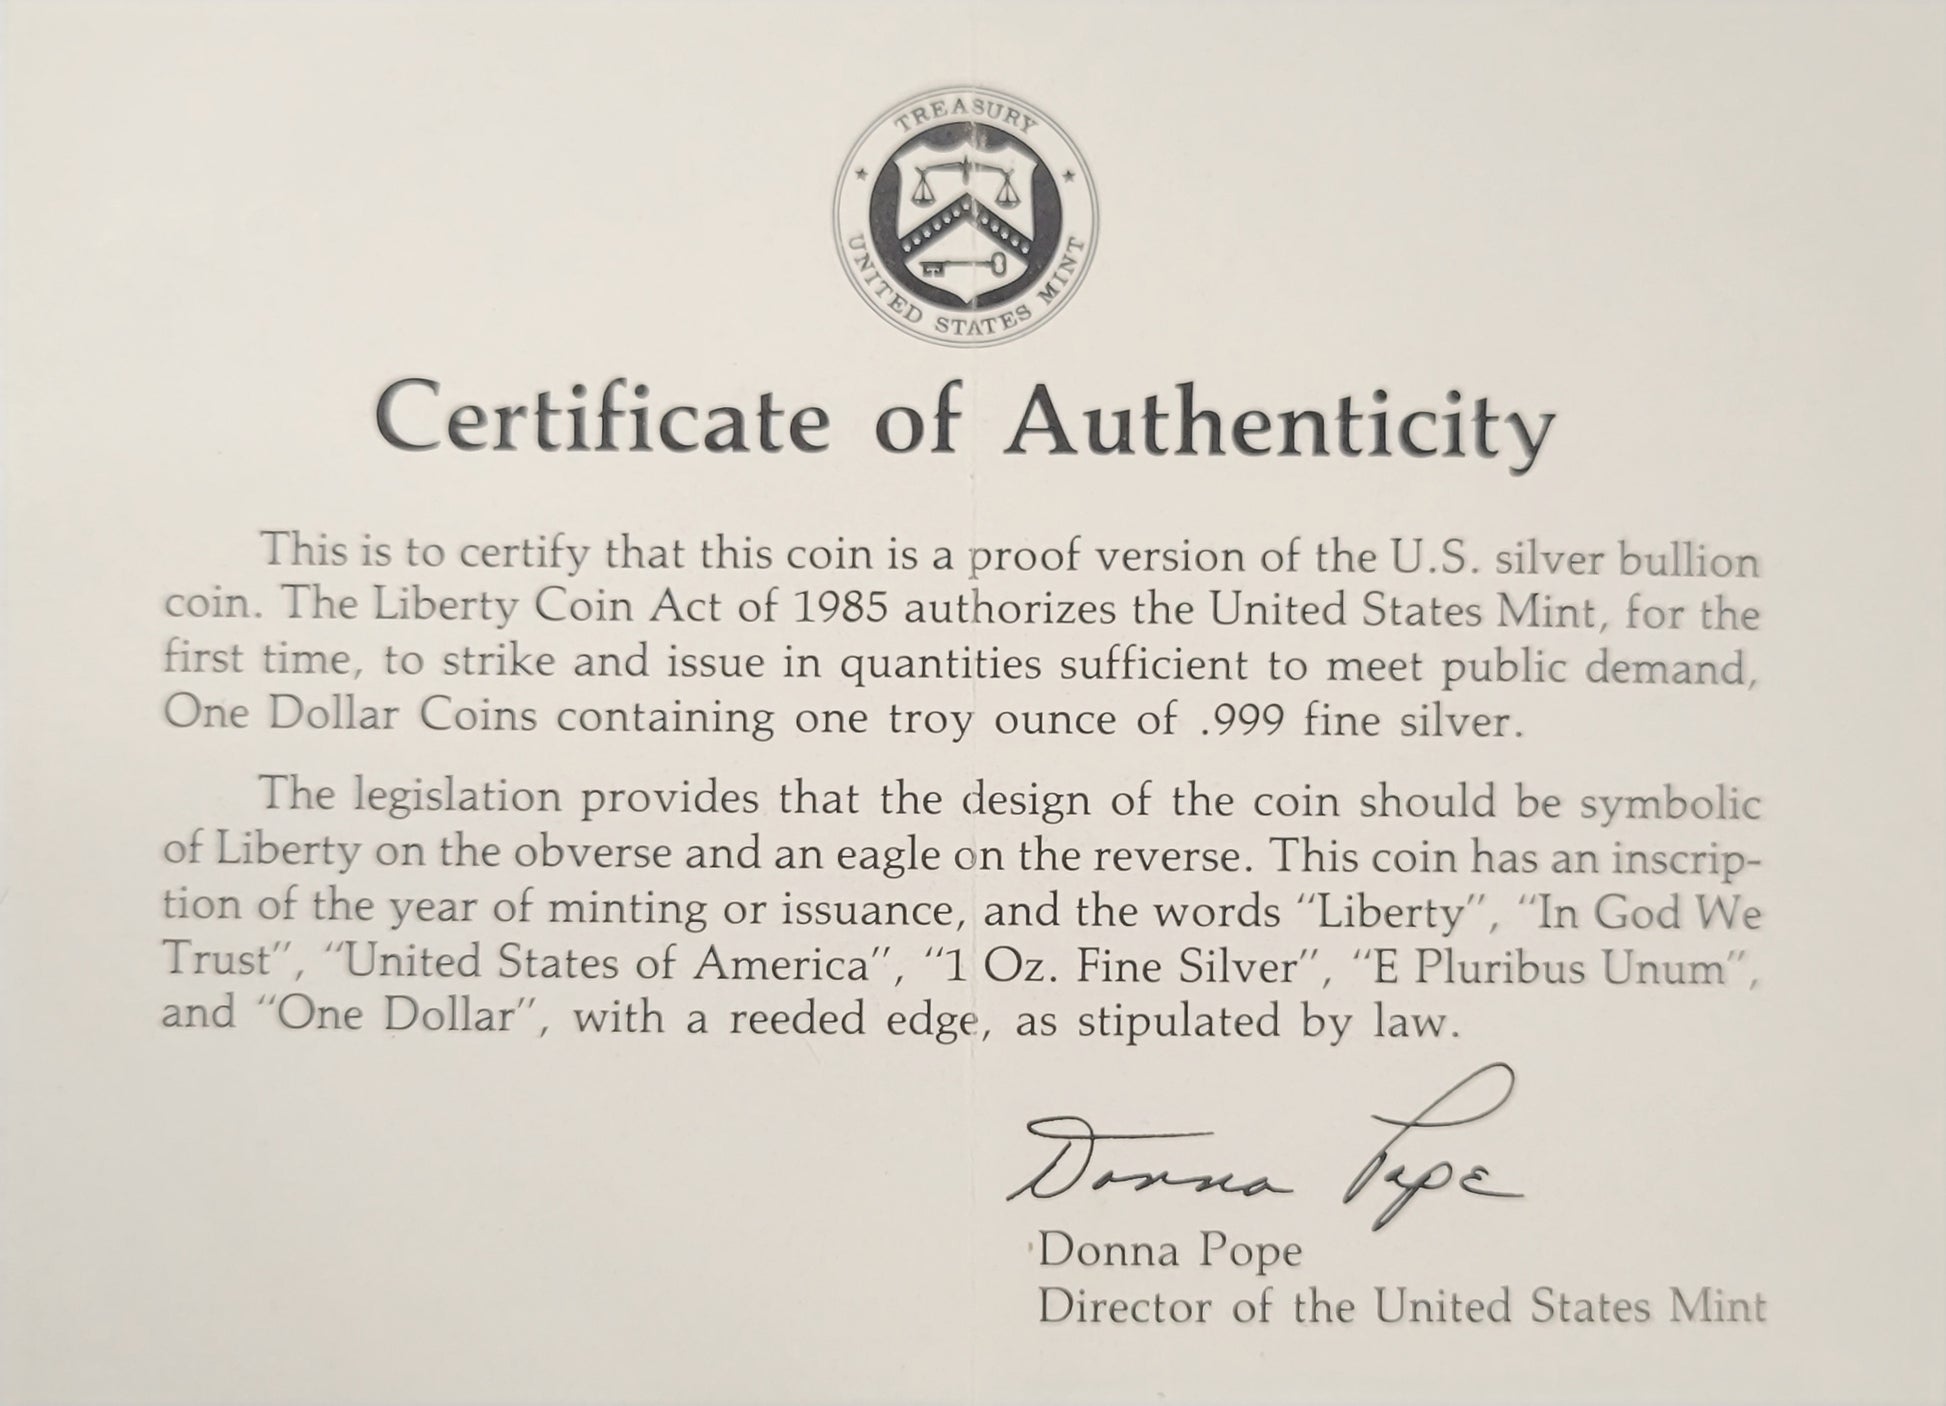 TREASURY
UNITED STATES MINT
Certificate of Authenticity
This is to certify that this coin is a proof version of the U.S. silver bullion
coin. The Liberty Coin Act of 1985 authorizes the United States Mint, for the
first time, to strike and issue in quantities sufficient to meet public demand,
One Dollar Coins containing one troy ounce of .999 fine silver.
The legislation provides that the design of the coin should be symbolic
of Liberty on the obverse and an eagle on the reverse. This coin has an inscrip-
tion of the year of minting or issuance, and the words “Liberty”, “In God We
Trust”, “United States of America”, “1 Oz. Fine Silver”, “E Pluribus Unum”,
and “One Dollar”, with a reeded edge, as stipulated by law.
Donna Pope
Donna Pope
Director of the United States Mint